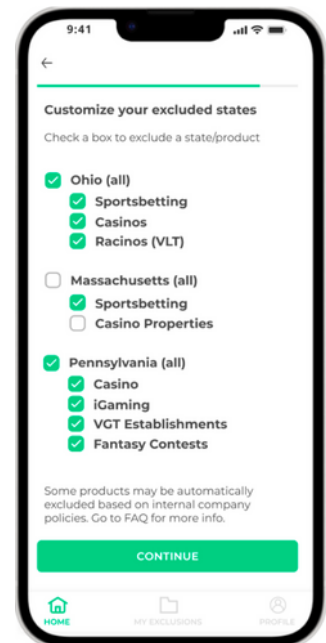 9:41
Customize your excluded states
Check a box to exclude a state/product
Ohio (all)
Sportsbetting
Casinos
Racinos (VLT)
Massachusetts (all)
Sportsbetting
Casino Properties
Pennsylvania (all)
Casino
iGaming
VGT Establishments
Fantasy Contests
Some products may be automatically
excluded based on internal company
policies. Go to FAQ for more info.
CONTINUE
HOME MY EXCLUSIONS PROFILE